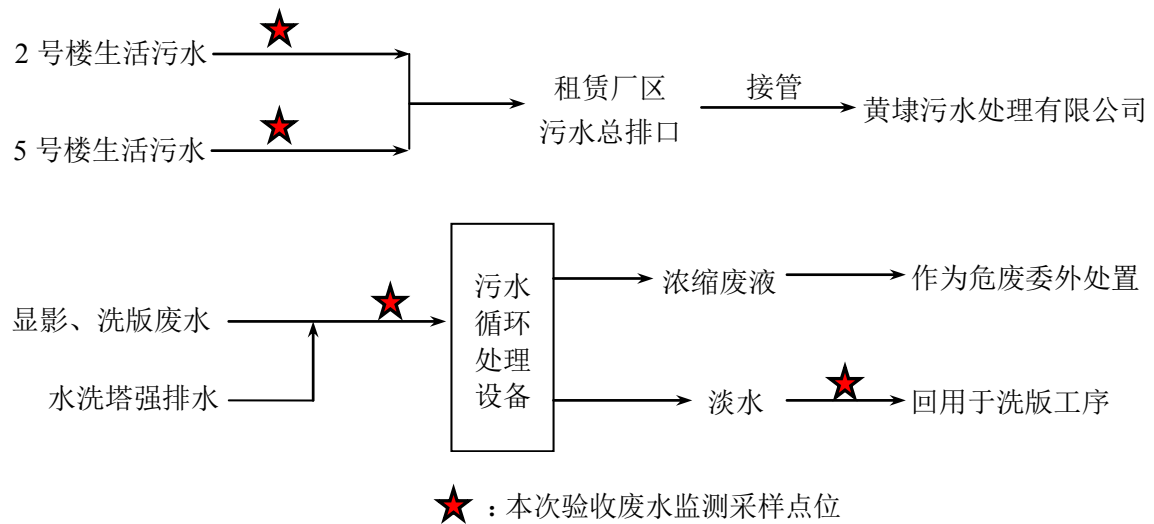 2 号楼生活污水
5 号楼生活污水
租赁厂区
污水总排口
接管
黄埭污水处理有限公司
显影、洗版废水
水洗塔强排水
污水
循环
处理
设备
浓缩废液
作为危废委外处置
淡水
回用于洗版工序
：本次验收废水监测采样点位